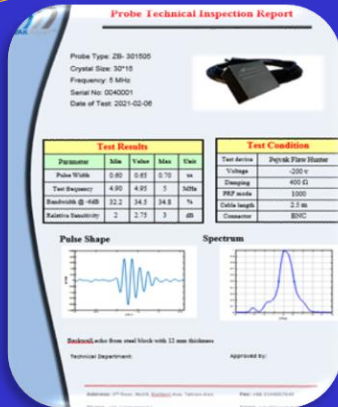 Probe Technical Inspection Report
Probe Type: ZB- 301505
Crystal Size: 30*15
Frequency: 5 MHz
Serial No: 0040001
Date of Test: 2021-02-06
Test Results
Parameter Min Value Max Unit
Pulse Width 0.60 0.65 0.70 us
Test frequency 4.90 4.95 5 MHz
Bandwidth @ -6dB 32.2 34.5 34.8 %
Relative Sensitivity 2 2.75 3 dB
Test Condition
Test device Pejvak Flaw Hunter
Voltage -200 v
Damping 400 Ω
PRF mode 1000
Cable length 2.5 m
Connector BNC
Pulse Shape
Spectrum
Backwall echo from steel block with 12 mm thickness
Technical Department:
Approved by: